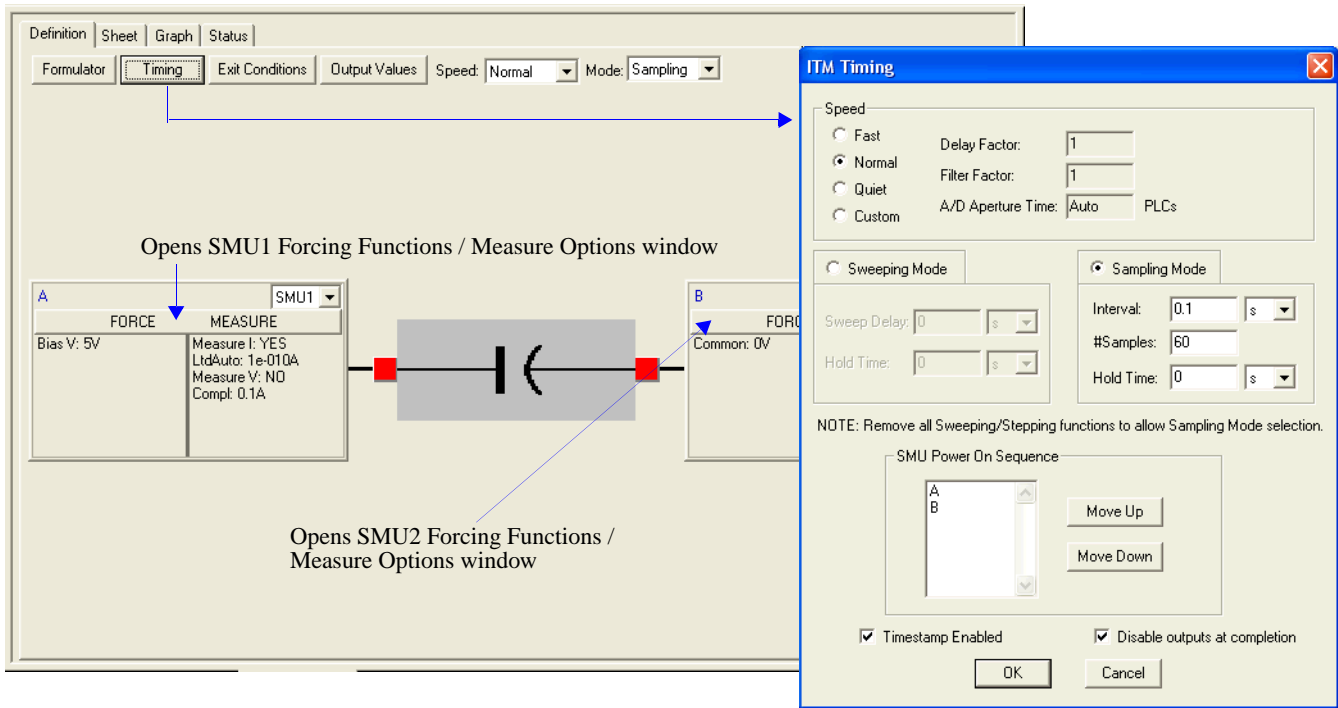 Definition Sheet Graph Status
Formulator Timing Exit Conditions Output Values Speed: Normal Mode: Sampling
Opens SMU1 Forcing Functions / Measure Options window
A SMU1
FORCE MEASURE
Bias V: 5V
Measure I: YES
LtdAuto: 1e-010A
Measure V: NO
Compl: 0.1A
B
Common: 0V
Opens SMU2 Forcing Functions /
Measure Options window
ITM Timing
Speed
Fast
Normal
Quiet
Custom
Delay Factor: 1
Filter Factor: 1
A/D Aperture Time: Auto PLCs
Sweeping Mode
Sweep Delay: 0 s
Hold Time: 0 s
Sampling Mode
Interval: 0.1 s
#Samples: 60
Hold Time: 0 s
NOTE: Remove all Sweeping/Stepping functions to allow Sampling Mode selection.
SMU Power On Sequence
A
B
Move Up
Move Down
Timestamp Enabled Disable outputs at completion
OK Cancel